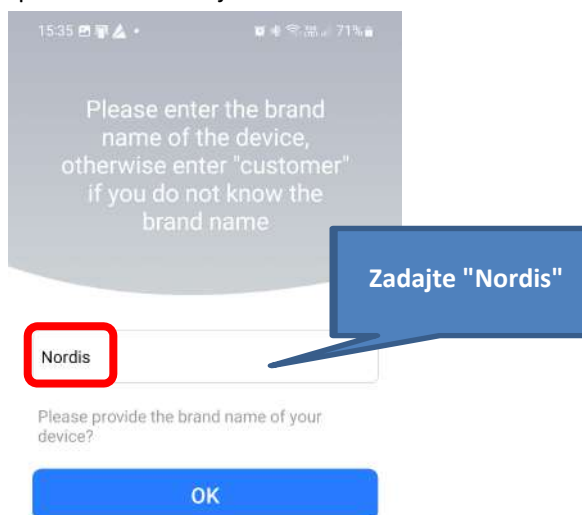 15:35
71%
Please enter the brand
name of the device,
otherwise enter "customer"
if you do not know the
brand name
Zadajte "Nordis"
Nordis
Please provide the brand name of your
device?
OK